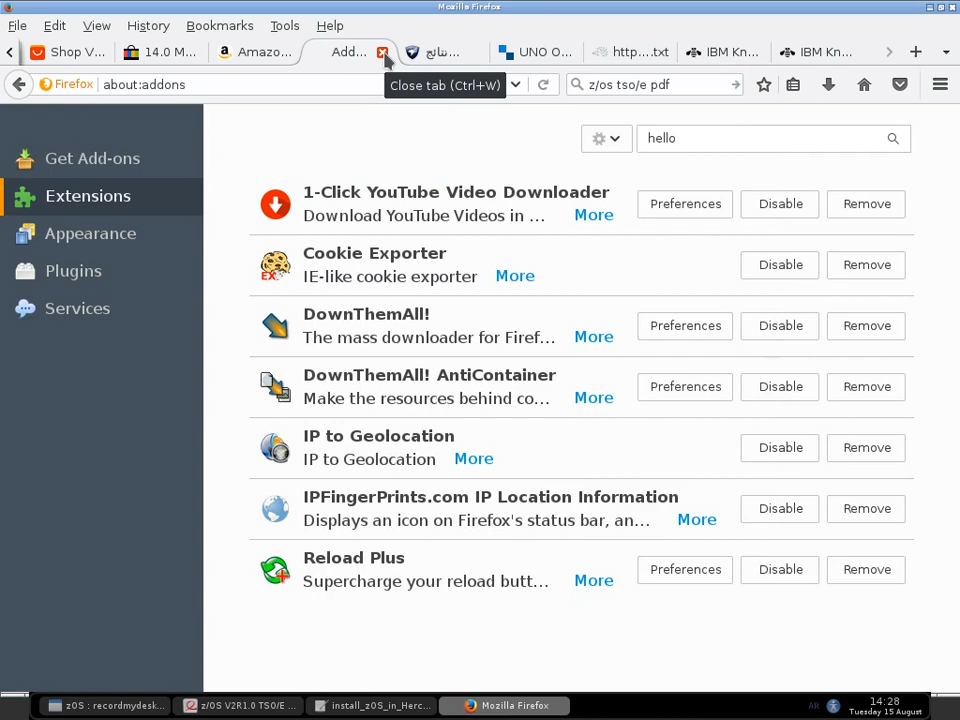 Mozilla Firefox
File Edit View History Bookmarks Tools Help
Shop V... 14.0 M... Amazo... Add... نتائج... UNO O... http....txt IBM Kn... IBM Kn...
Firefox about:addons z/os tso/e pdf
Close tab (Ctrl+W)
hello
Get Add-ons
Extensions
Appearance
Plugins
Services
1-Click YouTube Video Downloader
Download YouTube Videos in ... More
Preferences Disable Remove
Cookie Exporter
IE-like cookie exporter More
Disable Remove
DownThemAll!
The mass downloader for Firef... More
Preferences Disable Remove
DownThemAll! AntiContainer
Make the resources behind co... More
Preferences Disable Remove
IP to Geolocation
IP to Geolocation More
Disable Remove
IPFingerPrints.com IP Location Information
Displays an icon on Firefox's status bar, an... More
Disable Remove
Reload Plus
Supercharge your reload butt... More
Preferences Disable Remove
zOS : recordmydesk... z/OS V2R1.0 TSO/E ... install_zOS_in_Herc... Mozilla Firefox AR 14:28
Tuesday 15 August